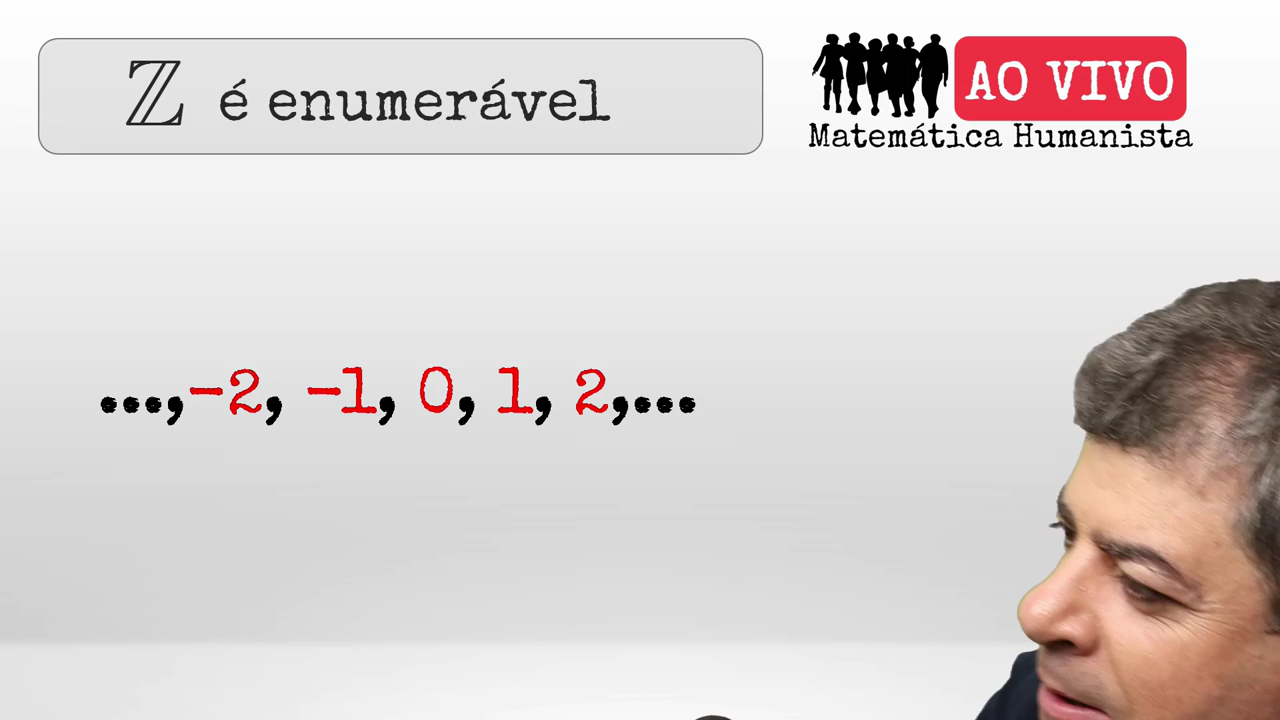 ℤ é enumerável
AO VIVO
Matemática Humanista
...,-2, -1, 0, 1, 2,...